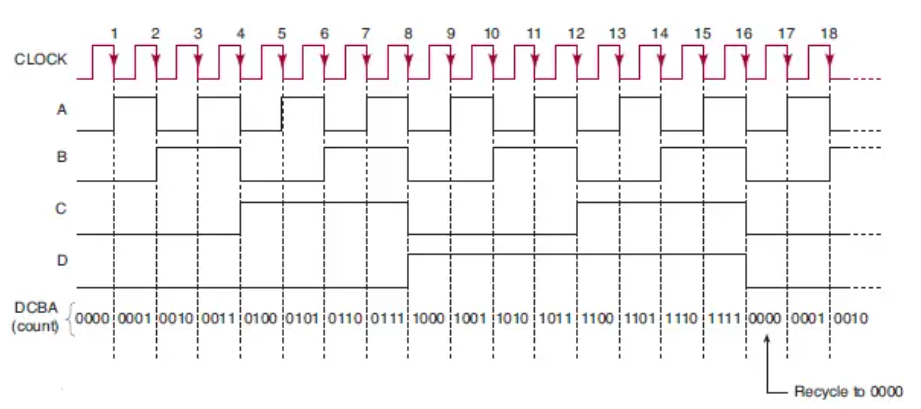 1 2 3 4 5 6 7 8 9 10 11 12 13 14 15 16 17 18
CLOCK
A
B
C
D
DCBA
(count)
0000 0001 0010 0011 0100 0101 0110 0111 1000 1001 1010 1011 1100 1101 1110 1111 0000 0001 0010
Recycle to 0000